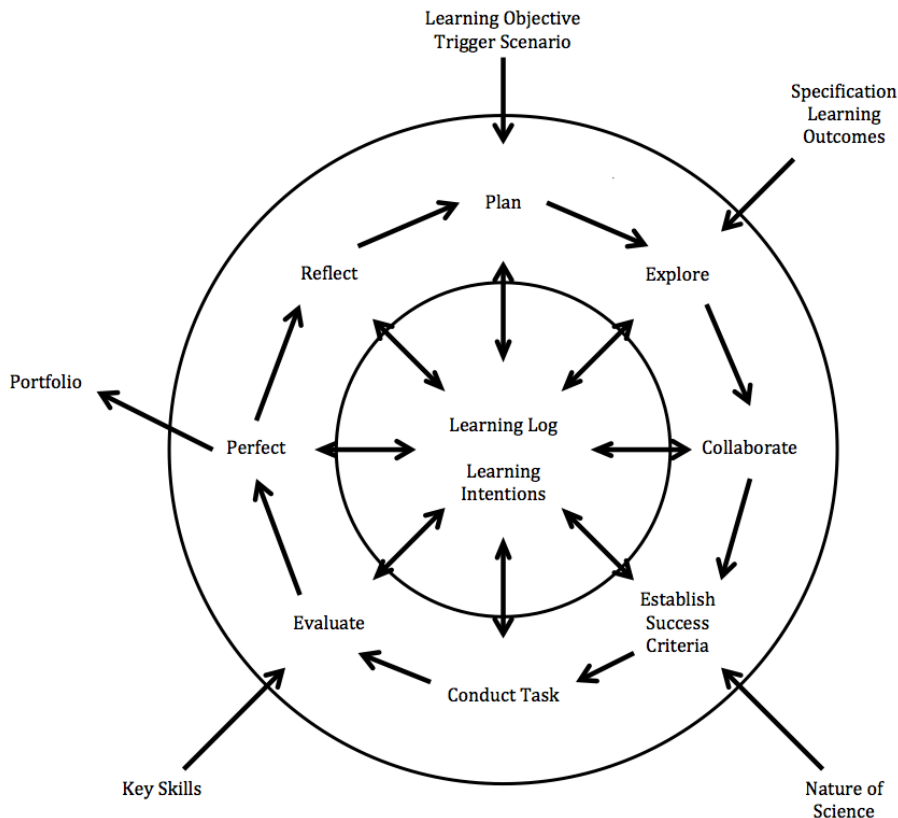 Learning Objective
Trigger Scenario
Specification
Learning
Outcomes
Plan
Reflect
Explore
Portfolio
Learning Log
Perfect
Collaborate
Learning
Intentions
Establish
Success
Criteria
Evaluate
Conduct Task
Key Skills
Nature of
Science